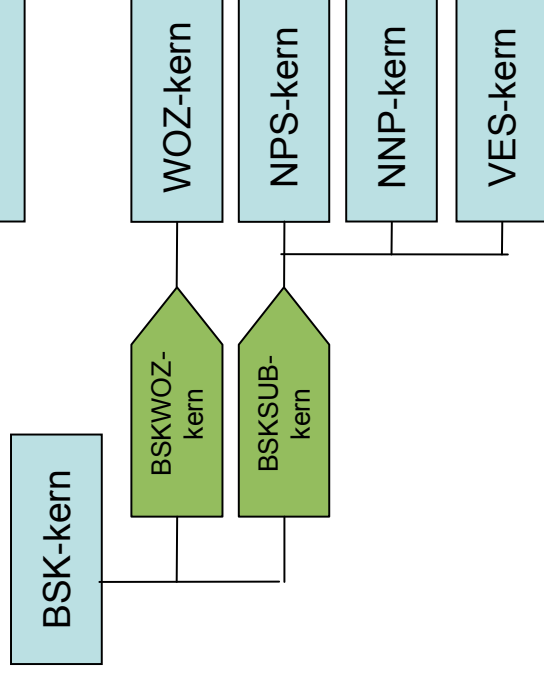 BSK-kern
BSKWOZ-
kern
WOZ-kern
BSKSUB-
kern
NPS-kern
NNP-kern
VES-kern